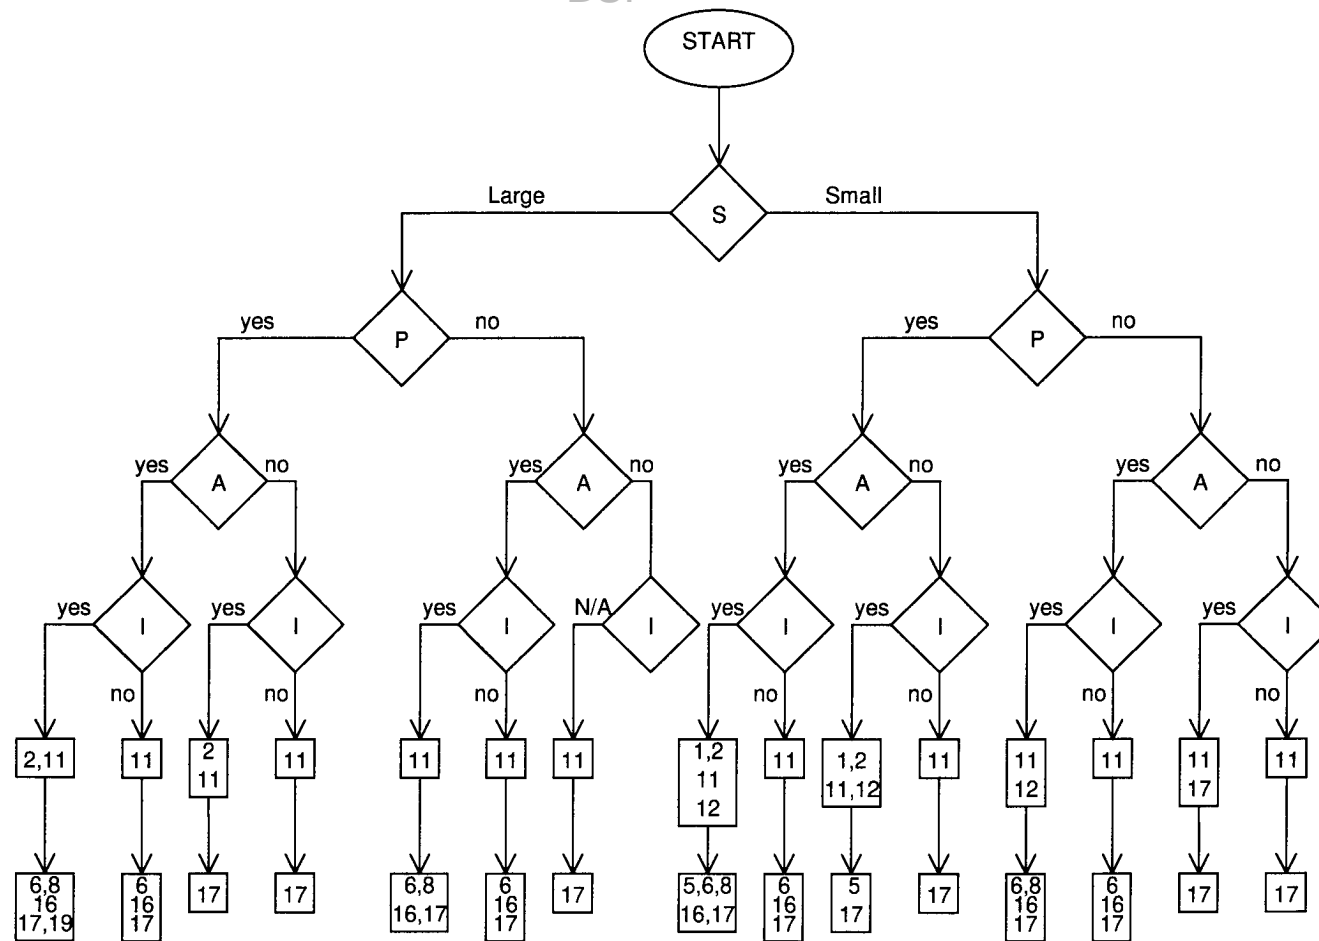 START
S
Large
Small
P
P
yes
no
yes
no
A
A
A
A
yes
no
yes
no
yes
no
yes
no
I
I
I
I
I
I
I
I
yes
yes
yes
N/A
yes
yes
yes
yes
no
no
no
no
no
no
no
2,11
11
2
11
11
11
11
11
1,2
11
12
11
1,2
11,12
11
11
12
11
11
17
11
6,8
16
17,19
6
16
17
17
17
6,8
16,17
6
16
17
17
5,6,8
16,17
6
16
17
5
17
17
6,8
16
17
6
16
17
17
17